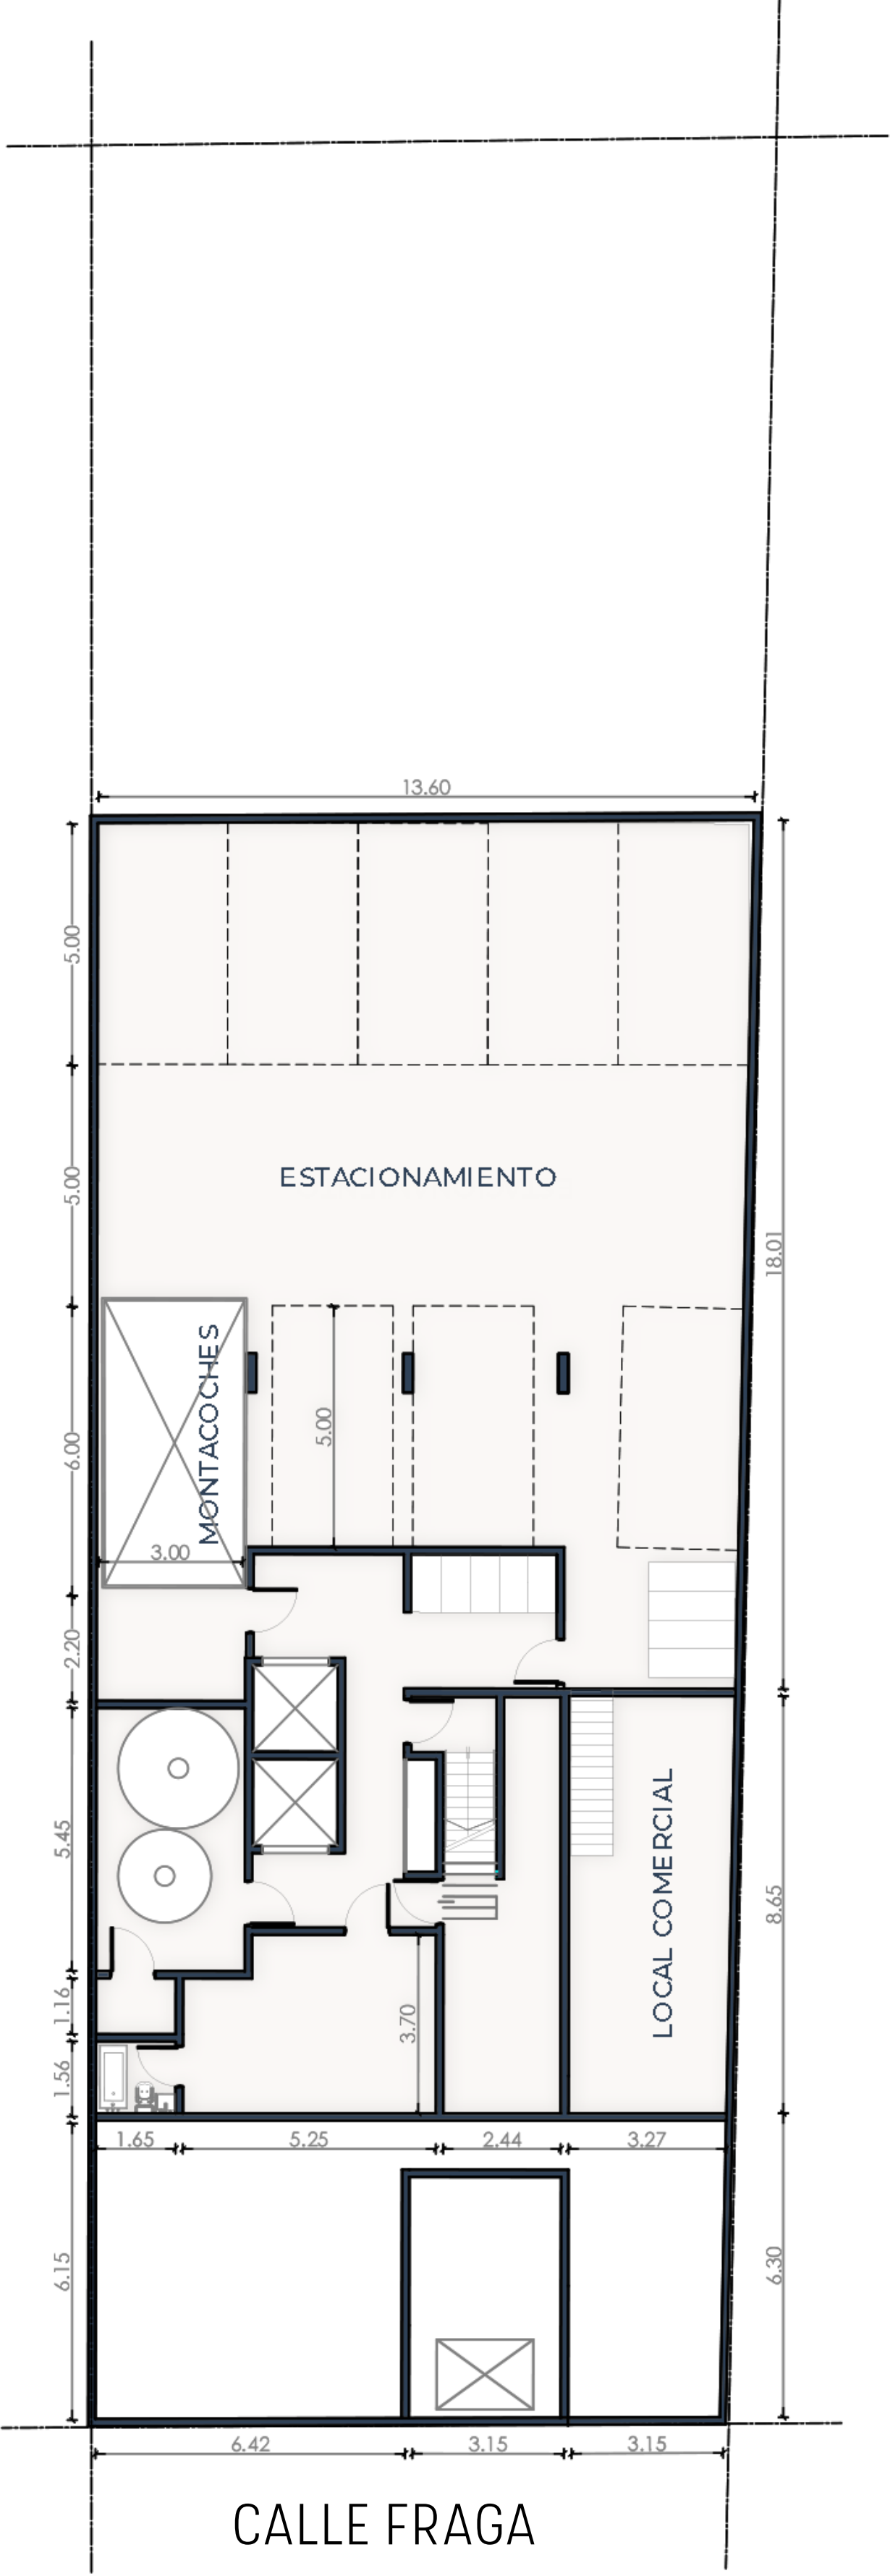 13.60
5.00
5.00
ESTACIONAMIENTO
18.01
MONTACOCHES
5.00
6.00
3.00
2.20
5.45
LOCAL COMERCIAL
8.65
1.16
3.70
1.56
1.65 5.25 2.44 3.27
6.15
6.30
6.42 3.15 3.15
CALLE FRAGA